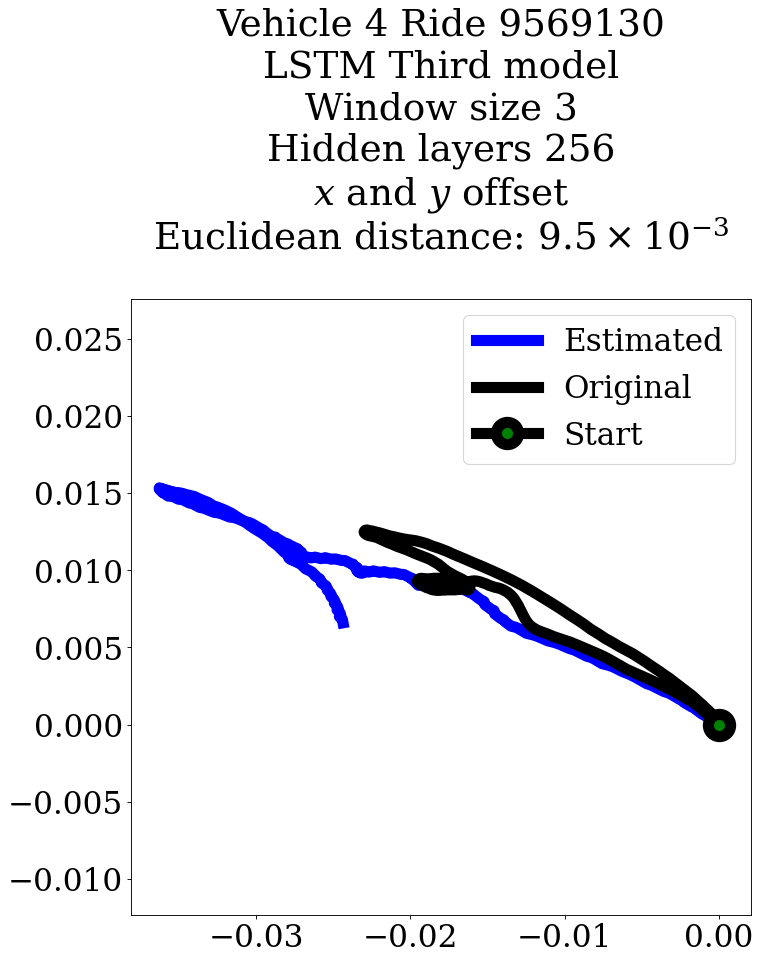 Vehicle 4 Ride 9569130
LSTM Third model
Window size 3
Hidden layers 256
x and y offset
Euclidean distance: 9.5 × 10⁻³
Estimated
Original
Start
0.025
0.020
0.015
0.010
0.005
0.000
−0.005
−0.010
−0.03
−0.02
−0.01
0.00